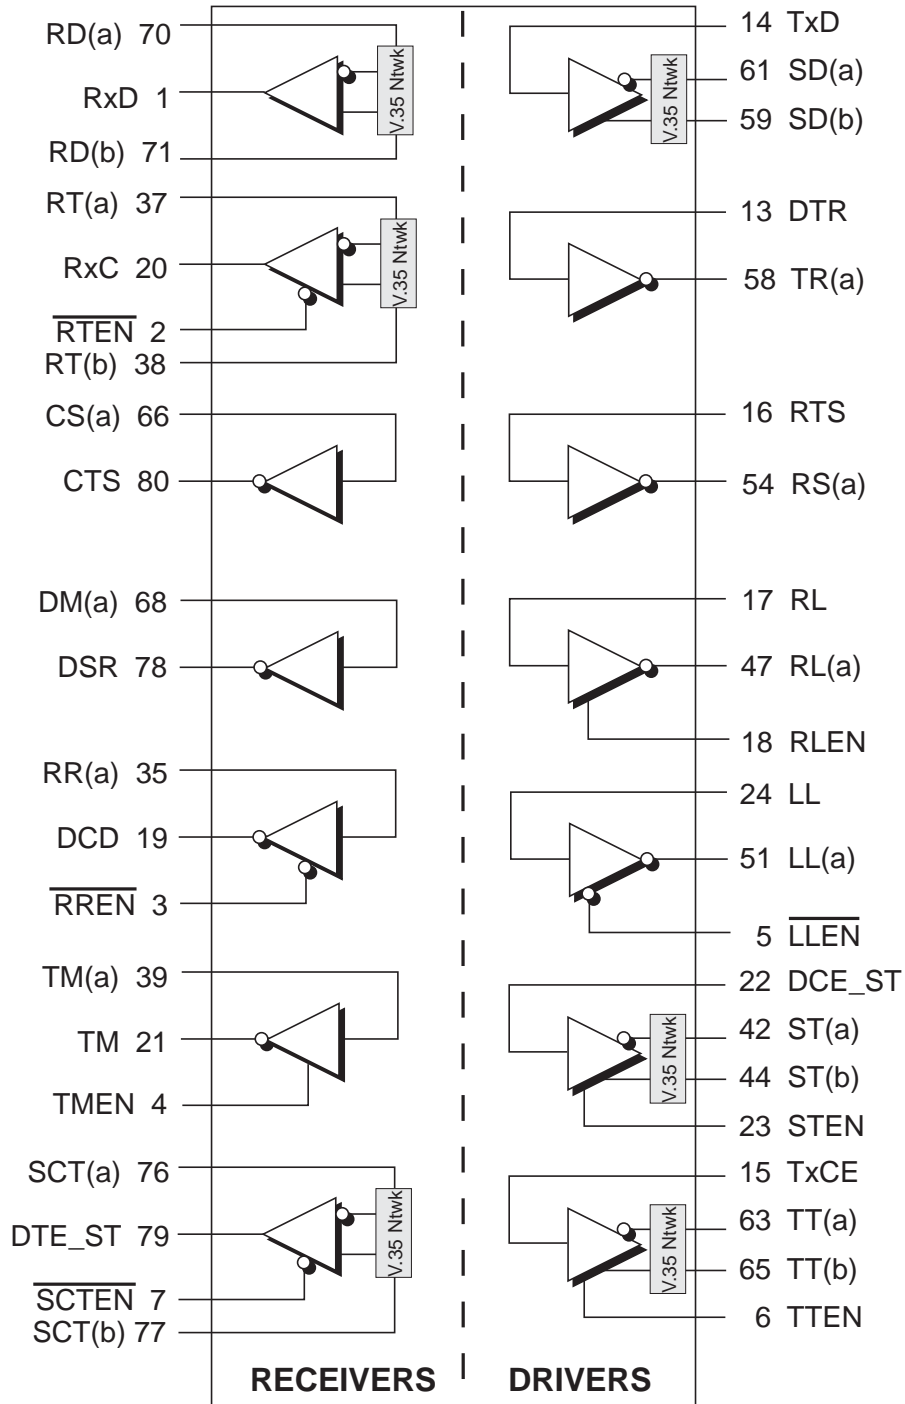 RD(a) 70
RxD 1
RD(b) 71
V.35 Ntwk
RT(a) 37
RxC 20
R̅T̅E̅N̅ 2
RT(b) 38
V.35 Ntwk
CS(a) 66
CTS 80
DM(a) 68
DSR 78
RR(a) 35
DCD 19
R̅R̅E̅N̅ 3
TM(a) 39
TM 21
TMEN 4
SCT(a) 76
DTE_ST 79
S̅C̅T̅E̅N̅ 7
SCT(b) 77
V.35 Ntwk
RECEIVERS
14 TxD
61 SD(a)
59 SD(b)
V.35 Ntwk
13 DTR
58 TR(a)
16 RTS
54 RS(a)
17 RL
47 RL(a)
18 RLEN
24 LL
51 LL(a)
5 L̅L̅E̅N̅
22 DCE_ST
42 ST(a)
44 ST(b)
23 STEN
V.35 Ntwk
15 TxCE
63 TT(a)
65 TT(b)
6 TTEN
V.35 Ntwk
DRIVERS